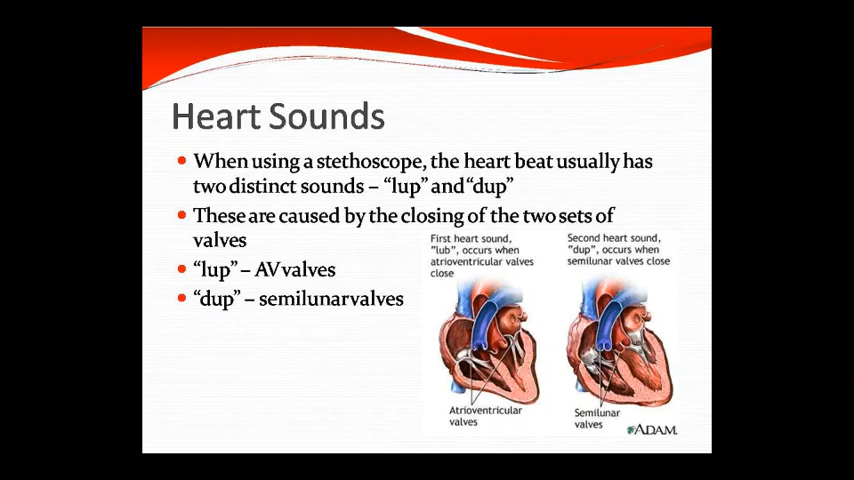 Heart Sounds
• When using a stethoscope, the heart beat usually has
two distinct sounds – “lup” and “dup”
• These are caused by the closing of the two sets of
valves
• “lup” – AV valves
• “dup” – semilunar valves
First heart sound,
"lub", occurs when
atrioventricular valves
close
Second heart sound,
"dup", occurs when
semilunar valves close
Atrioventricular
valves
Semilunar
valves
ADAM.